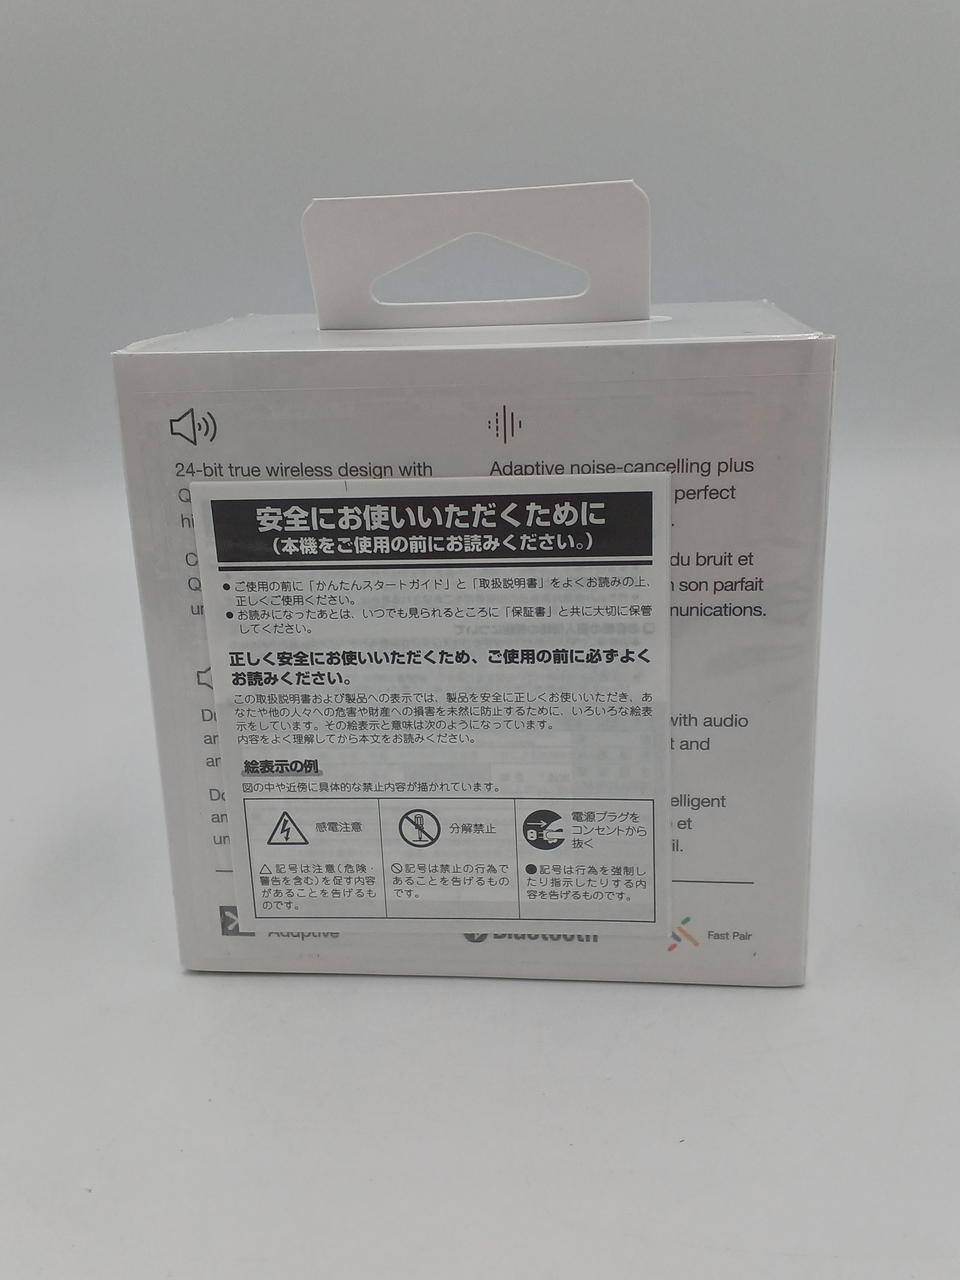 24-bit true wireless design with
Adaptive noise-cancelling plus
perfect
du bruit et
son parfait
with audio
and
et
安全にお使いいただくために
(本機をご使用の前にお読みください。)
●ご使用の前に「かんたんスタートガイド」と「取扱説明書」をよくお読みの上、
正しくご使用ください。
●お読みになったあとは、いつでも見られるところに「保証書」と共に大切に保管
してください。
正しく安全にお使いいただくため、ご使用の前に必ずよく
お読みください。
この取扱説明書および製品への表示では、製品を安全に正しくお使いいただき、あ
なたや他の人々への危害や財産への損害を未然に防止するために、いろいろな絵表
示をしています。その絵表示と意味は次のようになっています。
内容をよく理解してから本文をお読みください。
絵表示の例
図の中や近傍に具体的な禁止内容が描かれています。
感電注意
△記号は注意(危険・
警告を含む)を促す内容
があることを告げるも
のです。
分解禁止
⃠記号は禁止の行為で
あることを告げるもの
です。
電源プラグを
コンセントから
抜く
●記号は行為を強制し
たり指示したりする内
容を告げるものです。
Adaptive
Bluetooth
Fast Pair